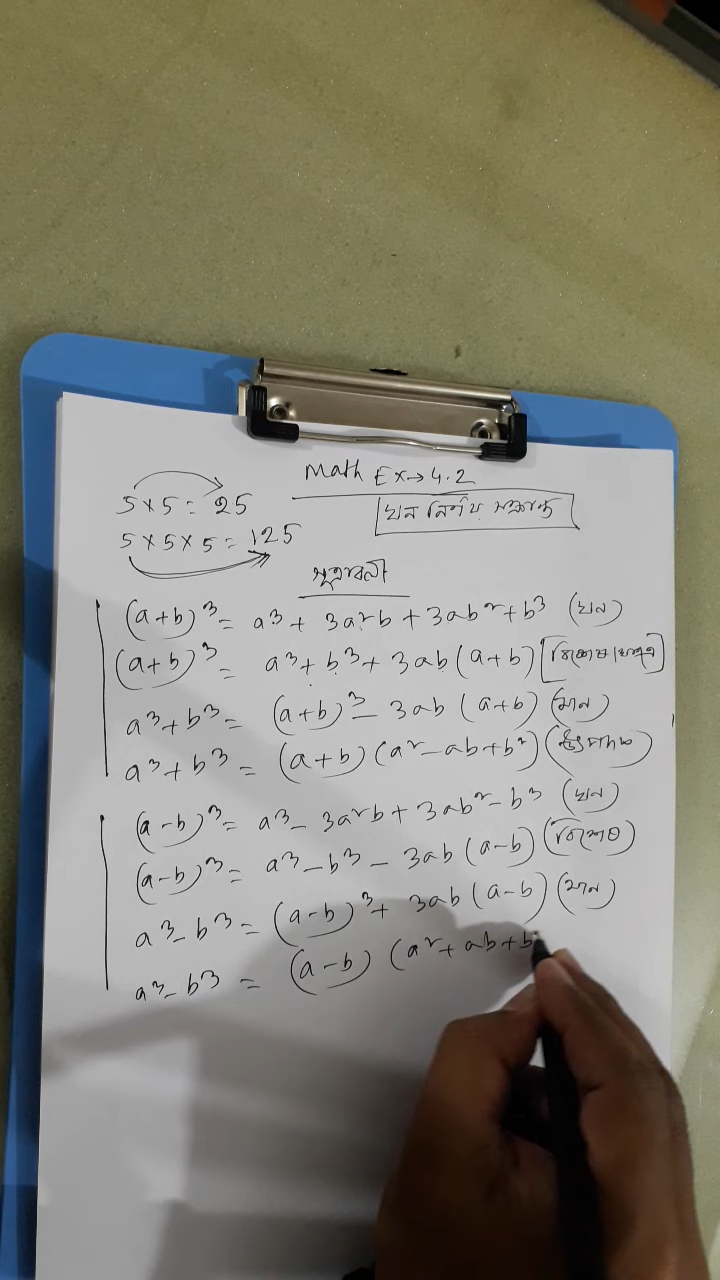 Math Ex→4.2
5×5=25
ঘন নির্ণয় সংক্রান্ত
5×5×5=125
সূত্রাবলী
(a+b)³= a³+ 3a²b+3ab²+b³ (ঘন)
(a+b)³= a³+b³+3ab(a+b)
a³+b³= (a+b)³-3ab (a+b) (মান)
a³+b³= (a+b)(a²-ab+b²)
(a-b)³= a³- 3a²b+3ab²-b³ (ঘন)
(a-b)³= a³-b³-3ab(a-b) (বিশেষ)
a³-b³=(a-b)³+3ab(a-b) (মান)
a³-b³ = (a-b) (a²+ab+b